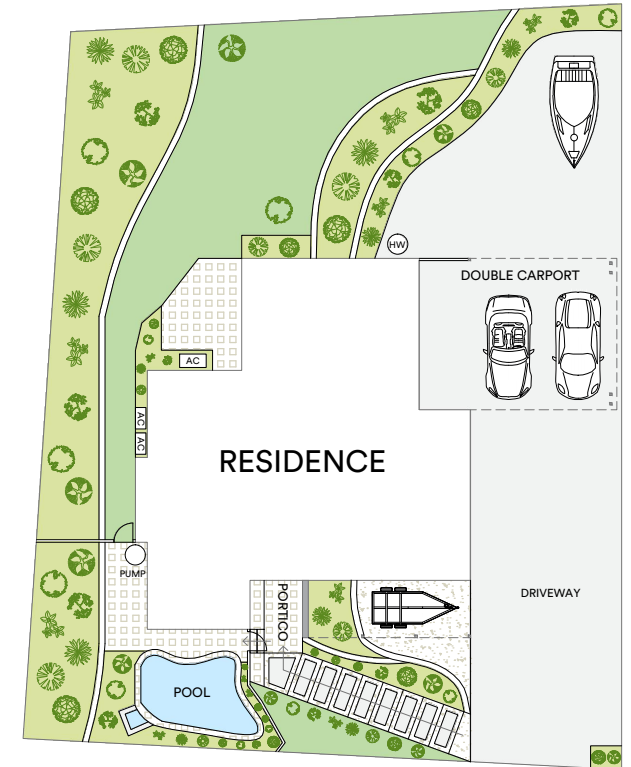 HW
DOUBLE CARPORT
AC
AC
AC
RESIDENCE
PUMP
PORTICO
DRIVEWAY
POOL